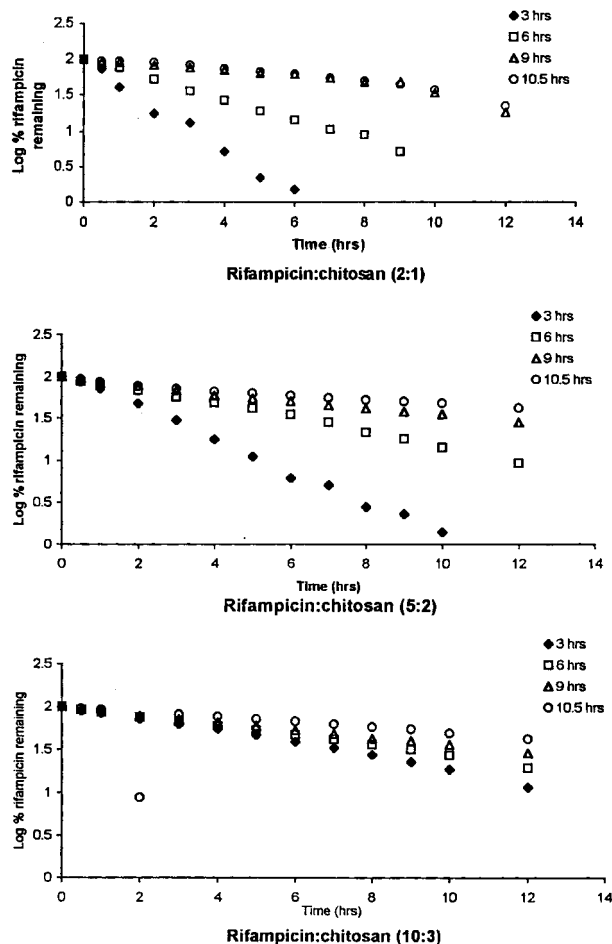 3 hrs
6 hrs
9 hrs
10.5 hrs
Log % rifampicin
remaining
2.5
2
1.5
1
0.5
0
0 2 4 6 8 10 12 14
Time (hrs)
Rifampicin:chitosan (2:1)
3 hrs
6 hrs
9 hrs
10.5 hrs
Log % rifampicin remaining
2.5
2
1.5
1
0.5
0
0 2 4 6 8 10 12 14
Time (hrs)
Rifampicin:chitosan (5:2)
3 hrs
6 hrs
9 hrs
10.5 hrs
Log % rifampicin remaining
2.5
2
1.5
1
0.5
0
0 2 4 6 8 10 12 14
Time (hrs)
Rifampicin:chitosan (10:3)